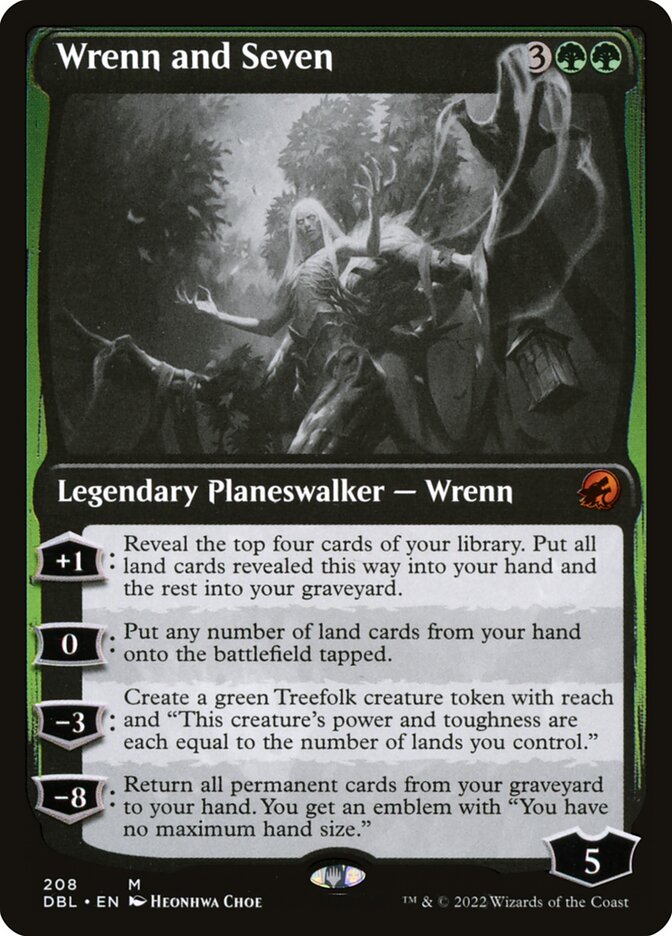 Wrenn and Seven 3
Legendary Planeswalker — Wrenn
+1: Reveal the top four cards of your library. Put all
land cards revealed this way into your hand and
the rest into your graveyard.
0: Put any number of land cards from your hand
onto the battlefield tapped.
Create a green Treefolk creature token with reach
−3: and “This creature’s power and toughness are
each equal to the number of lands you control.”
Return all permanent cards from your graveyard
−8: to your hand. You get an emblem with “You have
no maximum hand size.”
5
208 M
DBL • EN Heonhwa Choe ™ & © 2022 Wizards of the Coast